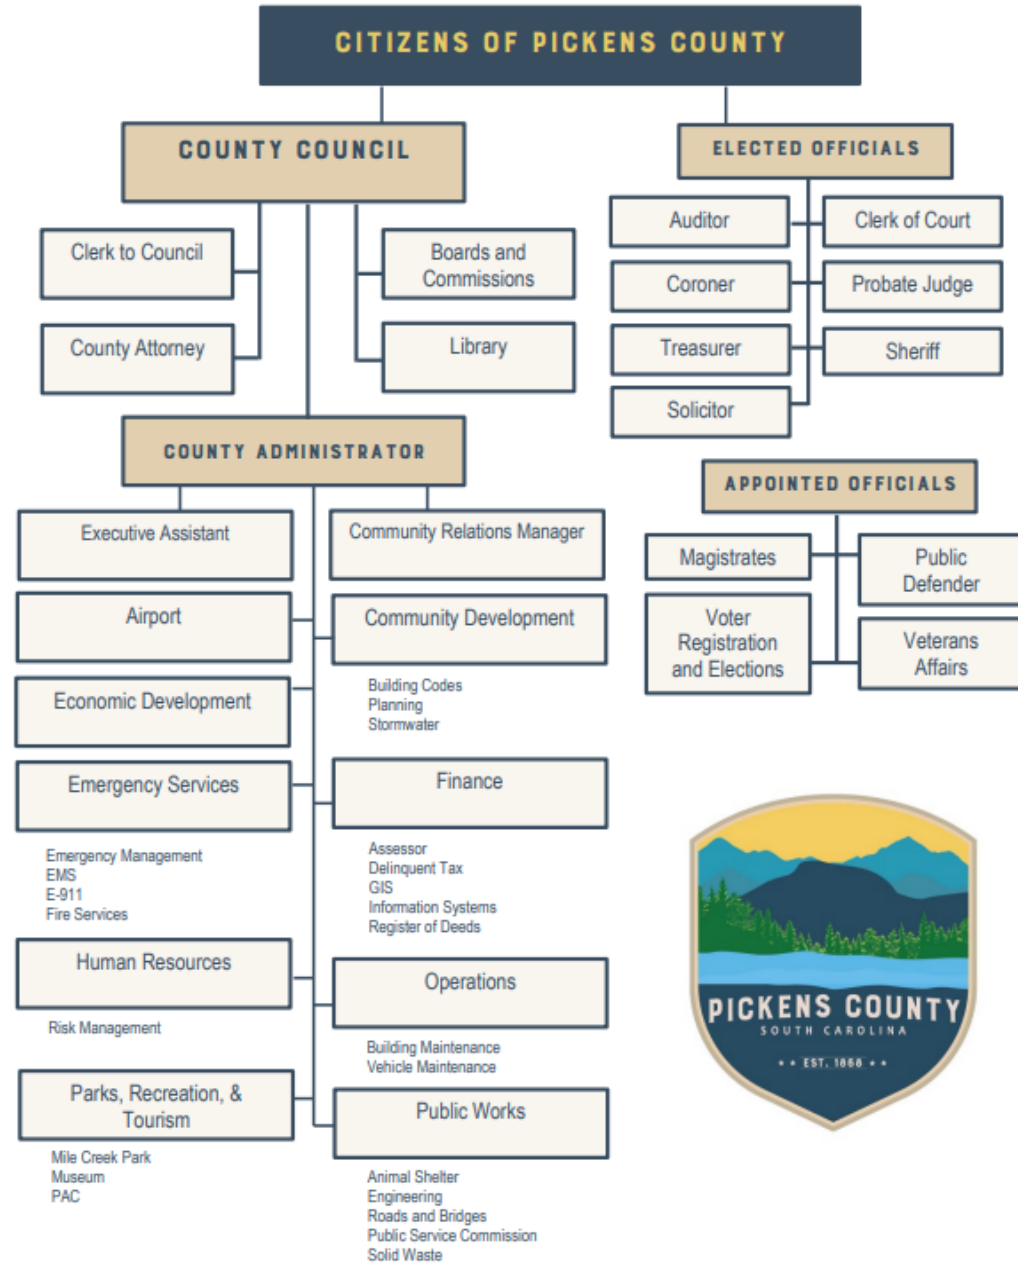 CITIZENS OF PICKENS COUNTY
COUNTY COUNCIL
Clerk to Council
County Attorney
Boards and
Commissions
Library
COUNTY ADMINISTRATOR
Executive Assistant
Community Relations Manager
Airport
Community Development
Building Codes
Planning
Stormwater
Economic Development
Emergency Services
Emergency Management
EMS
E-911
Fire Services
Finance
Assessor
Delinquent Tax
GIS
Information Systems
Register of Deeds
Human Resources
Risk Management
Operations
Building Maintenance
Vehicle Maintenance
Parks, Recreation, &
Tourism
Mile Creek Park
Museum
PAC
Public Works
Animal Shelter
Engineering
Roads and Bridges
Public Service Commission
Solid Waste
ELECTED OFFICIALS
Auditor
Clerk of Court
Coroner
Probate Judge
Treasurer
Sheriff
Solicitor
APPOINTED OFFICIALS
Magistrates
Public
Defender
Voter
Registration
and Elections
Veterans
Affairs
PICKENS COUNTY
SOUTH CAROLINA
EST. 1868